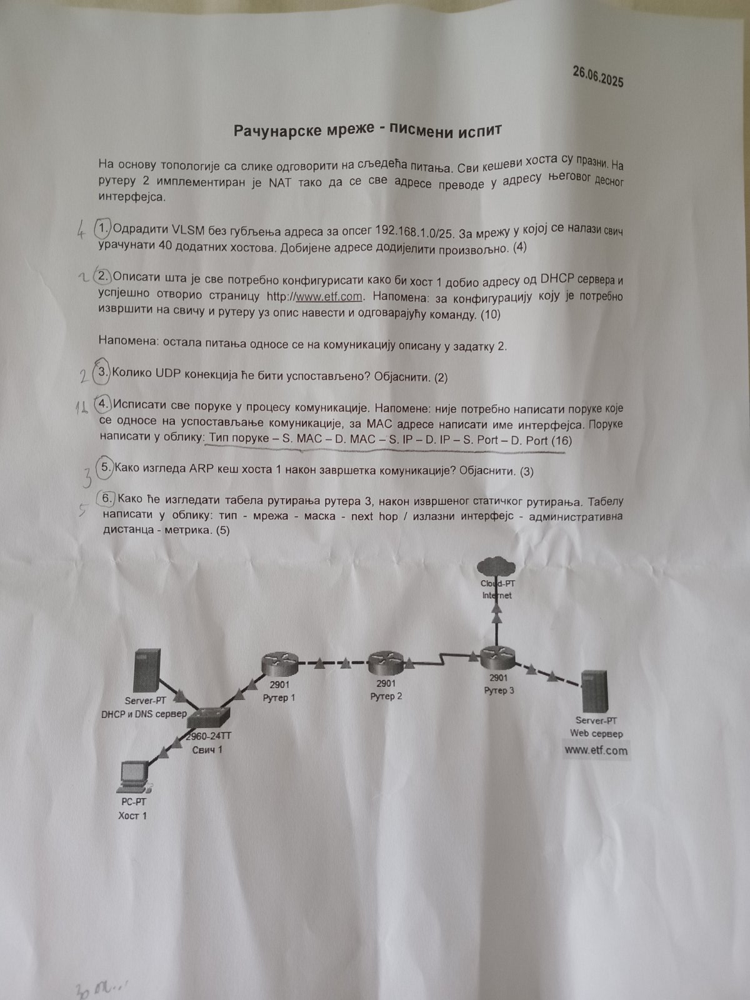 26.06.2025
Рачунарске мреже - писмени испит
На основу топологије са слике одговорити на сљедећа питања. Сви кешеви хоста су празни. На
рутеру 2 имплементиран је NAT тако да се све адресе преводе у адресу његовог десног
интерфејса.
4 1. Одрадити VLSM без губљења адреса за опсег 192.168.1.0/25. За мрежу у којој се налази свич
урачунати 40 додатних хостова. Добијене адресе додијелити произвољно. (4)
2. Описати шта је све потребно конфигурисати како би хост 1 добио адресу од DHCP сервера и
успјешно отворио страницу http://www.etf.com. Напомена: за конфигурацију коју је потребно
извршити на свичу и рутеру уз опис навести и одговарајућу команду. (10)
Напомена: остала питања односе се на комуникацију описану у задатку 2.
2 3. Колико UDP конекција ће бити успостављено? Објаснити. (2)
4. Исписати све поруке у процесу комуникације. Напомене: није потребно написати поруке које
се односе на успостављање комуникације, за MAC адресе написати име интерфејса. Поруке
написати у облику: Тип поруке – S. MAC – D. MAC – S. IP – D. IP – S. Port – D. Port (16)
3 5. Како изгледа ARP кеш хоста 1 након завршетка комуникације? Објаснити. (3)
5 6. Како ће изгледати табела рутирања рутера 3, након извршеног статичког рутирања. Табелу
написати у облику: тип - мрежа - маска - next hop / излазни интерфејс - административна
дистанца - метрика. (5)
Cloud-PT
Internet
2901
Рутер 1
2901
Рутер 2
2901
Рутер 3
Server-PT
DHCP и DNS сервер
2960-24TT
Свич 1
Server-PT
Web сервер
www.etf.com
PC-PT
Хост 1